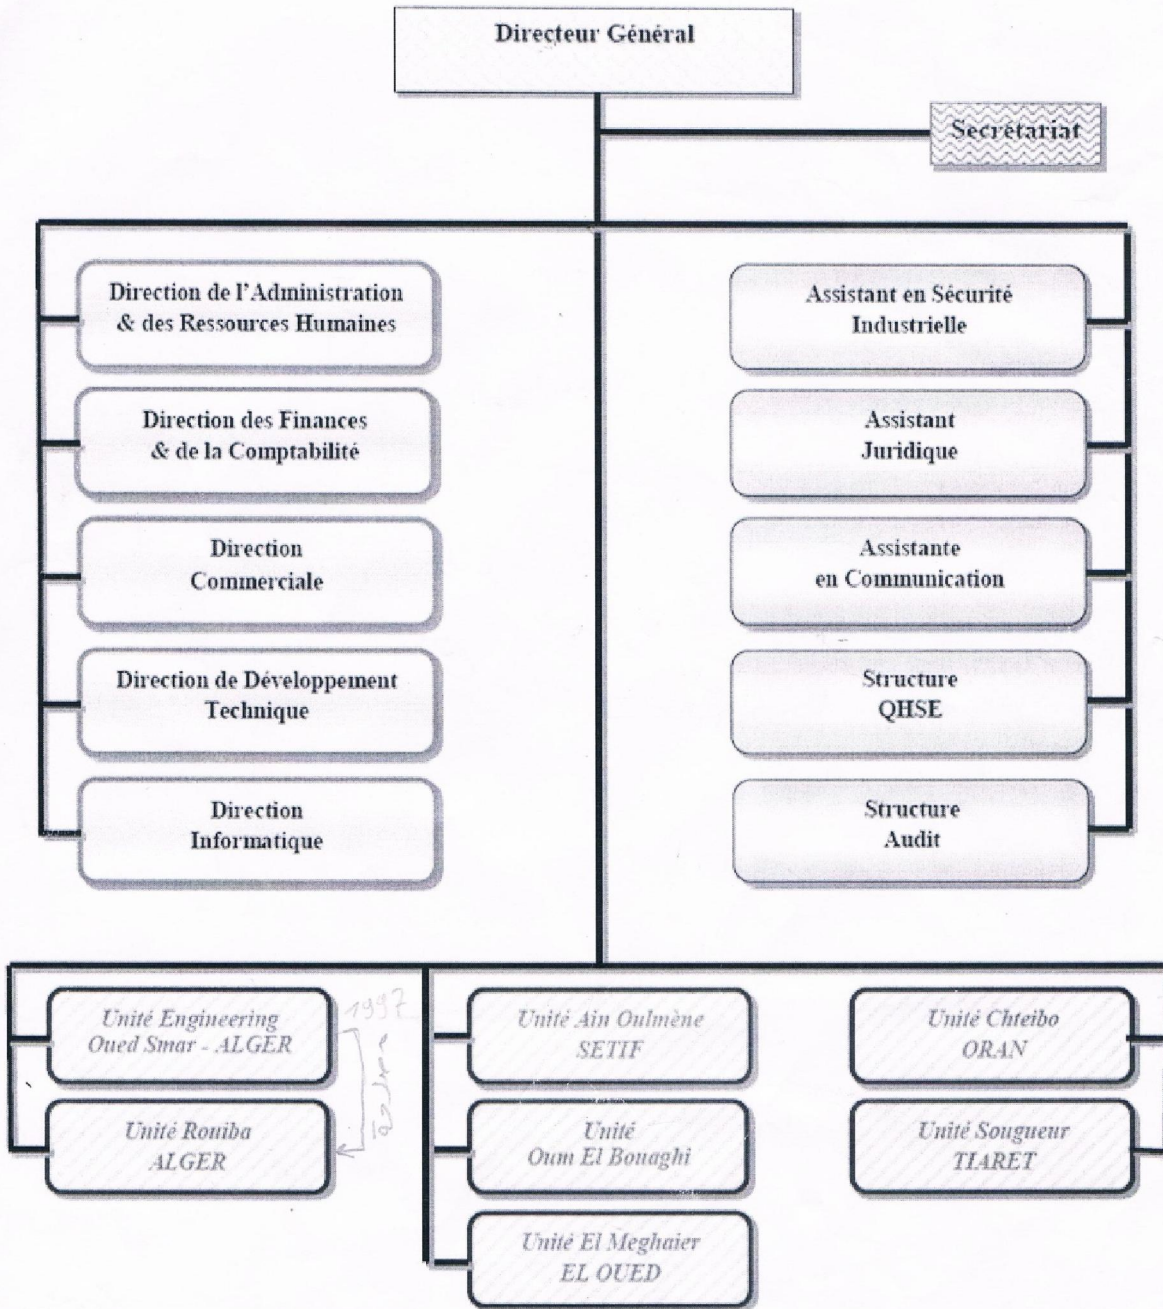 Directeur Général
Secrétariat
Direction de l'Administration
& des Ressources Humaines
Direction des Finances
& de la Comptabilité
Direction
Commerciale
Direction de Développement
Technique
Direction
Informatique
Assistant en Sécurité
Industrielle
Assistant
Juridique
Assistante
en Communication
Structure
QHSE
Structure
Audit
Unité Engineering
Oued Smar - ALGER
1997
Unité Rouiba
ALGER
Unité Ain Oulmène
SETIF
Unité
Oum El Bouaghi
Unité El Meghaier
EL OUED
Unité Chteibo
ORAN
Unité Sougueur
TIARET